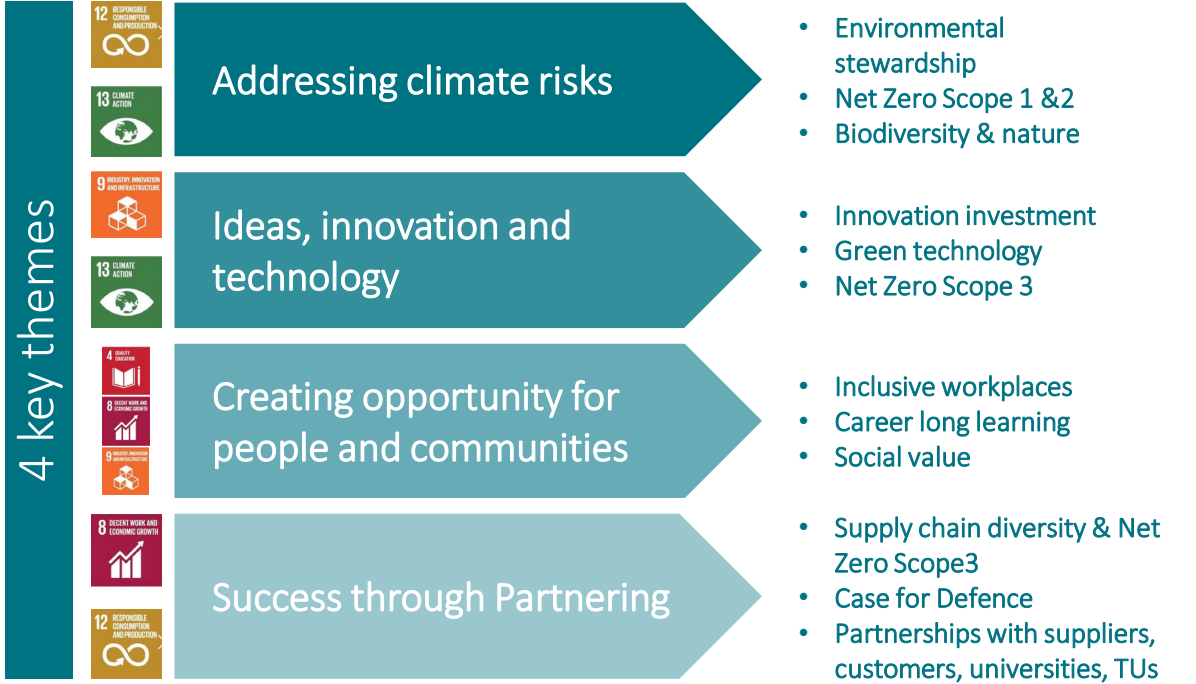 4 key themes
12 RESPONSIBLE
CONSUMPTION
AND PRODUCTION
13 CLIMATE
ACTION
Addressing climate risks
• Environmental
stewardship
• Net Zero Scope 1 &2
• Biodiversity & nature
9 INDUSTRY, INNOVATION
AND INFRASTRUCTURE
13 CLIMATE
ACTION
Ideas, innovation and
technology
• Innovation investment
• Green technology
• Net Zero Scope 3
4 QUALITY
EDUCATION
8 DECENT WORK AND
ECONOMIC GROWTH
9 INDUSTRY, INNOVATION
AND INFRASTRUCTURE
Creating opportunity for
people and communities
• Inclusive workplaces
• Career long learning
• Social value
8 DECENT WORK AND
ECONOMIC GROWTH
12 RESPONSIBLE
CONSUMPTION
AND PRODUCTION
Success through Partnering
• Supply chain diversity & Net
Zero Scope3
• Case for Defence
• Partnerships with suppliers,
customers, universities, TUs